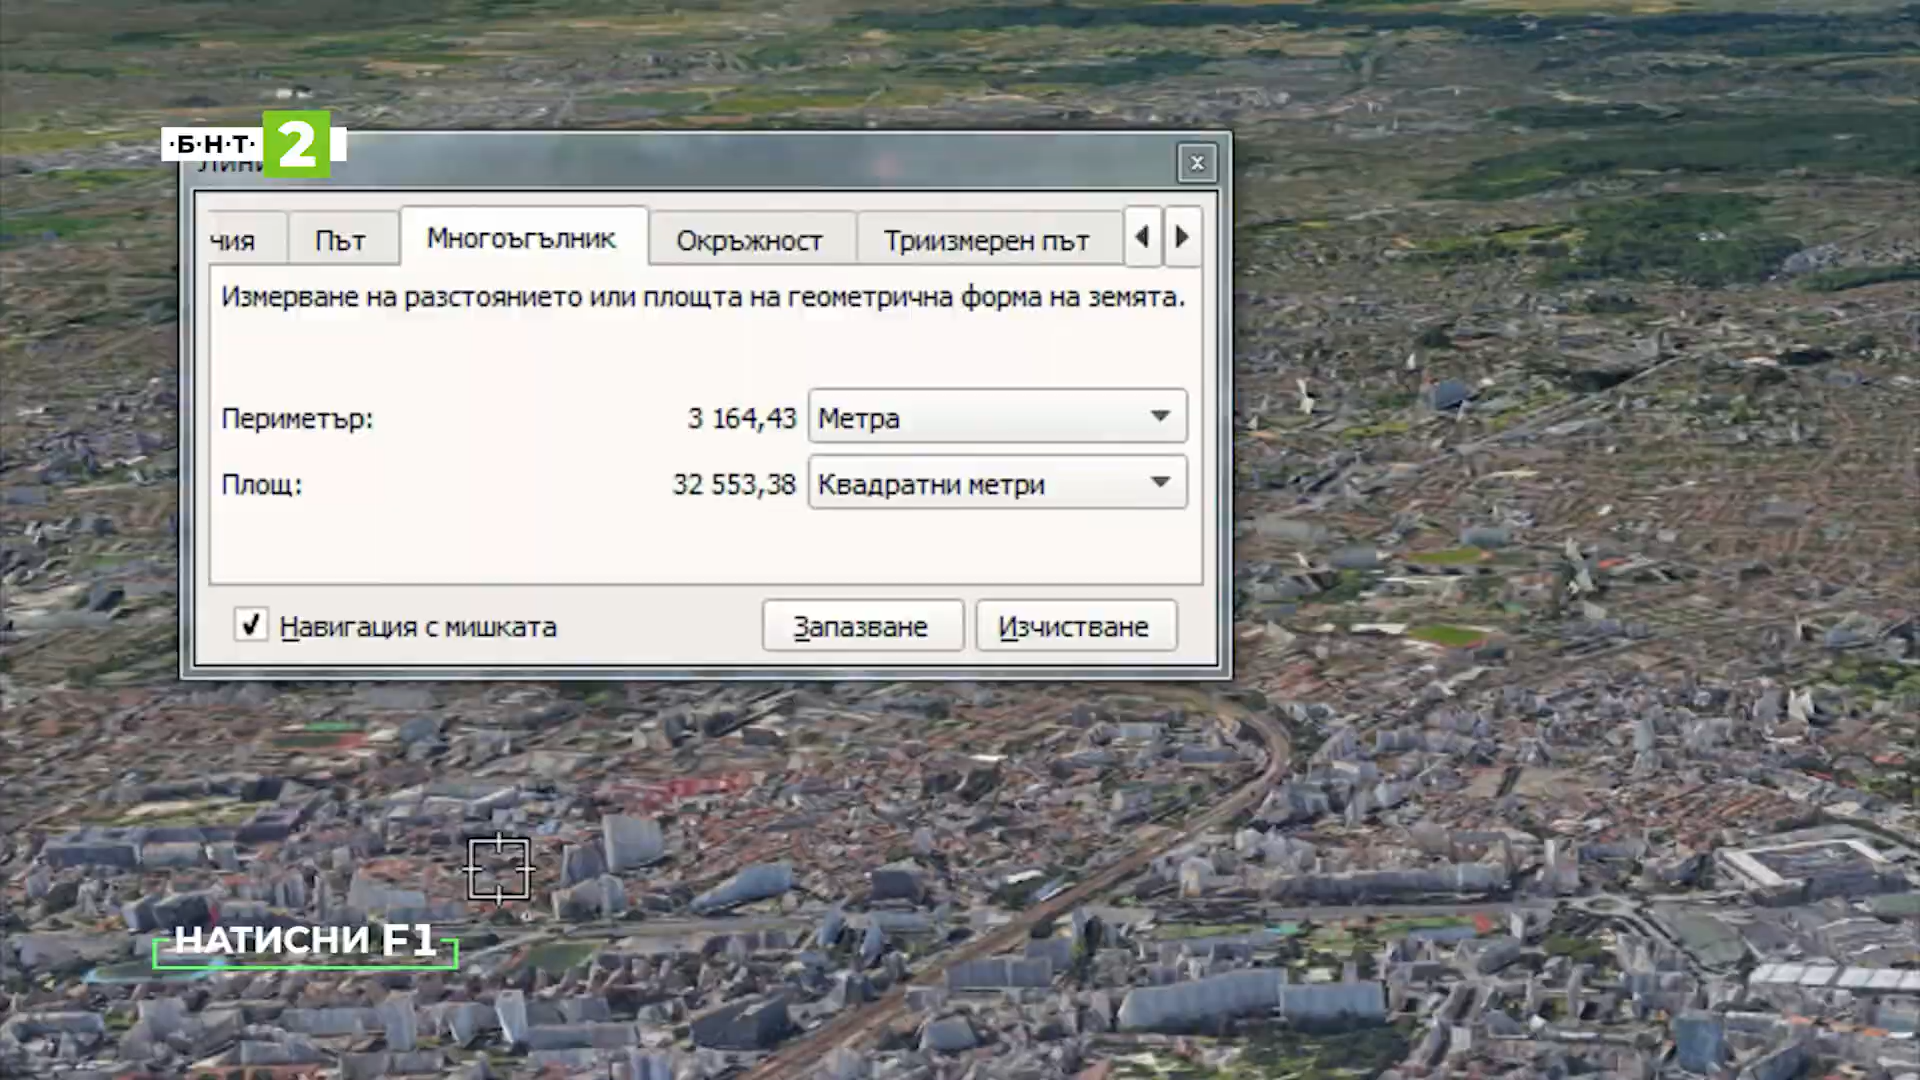 ·Б·Н·Т· 2
чия Път Многоъгълник Окръжност Триизмерен път
Измерване на разстоянието или площта на геометрична форма на земята.
Периметър: 3 164,43 Метра
Площ: 32 553,38 Квадратни метри
Навигация с мишката Запазване Изчистване
НАТИСНИ F1